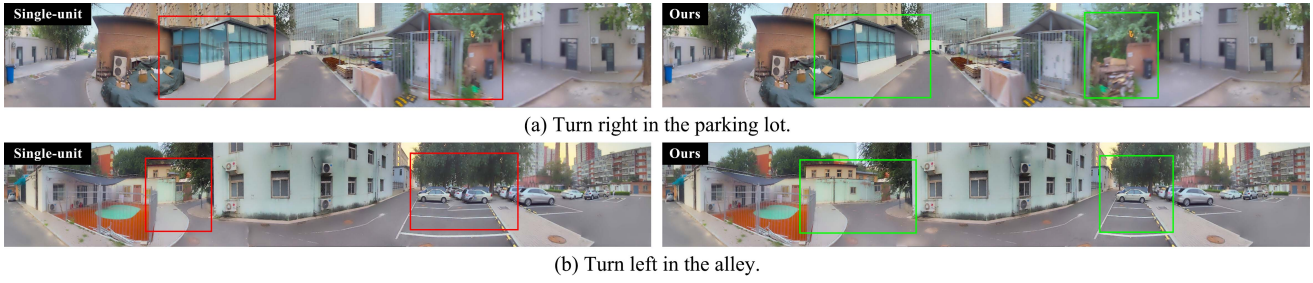 Single-unit
Ours
(a) Turn right in the parking lot.
Single-unit
Ours
(b) Turn left in the alley.